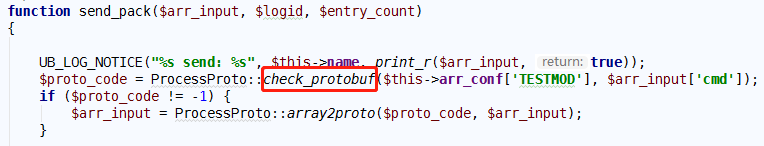 function send_pack($arr_input, $logid, $entry_count)
{
UB_LOG_NOTICE("%s send: %s", $this->name, print_r($arr_input, return: true));
$proto_code = ProcessProto::check_protobuf($this->arr_conf['TESTMOD'], $arr_input['cmd']);
if ($proto_code != -1) {
$arr_input = ProcessProto::array2proto($proto_code, $arr_input);
}